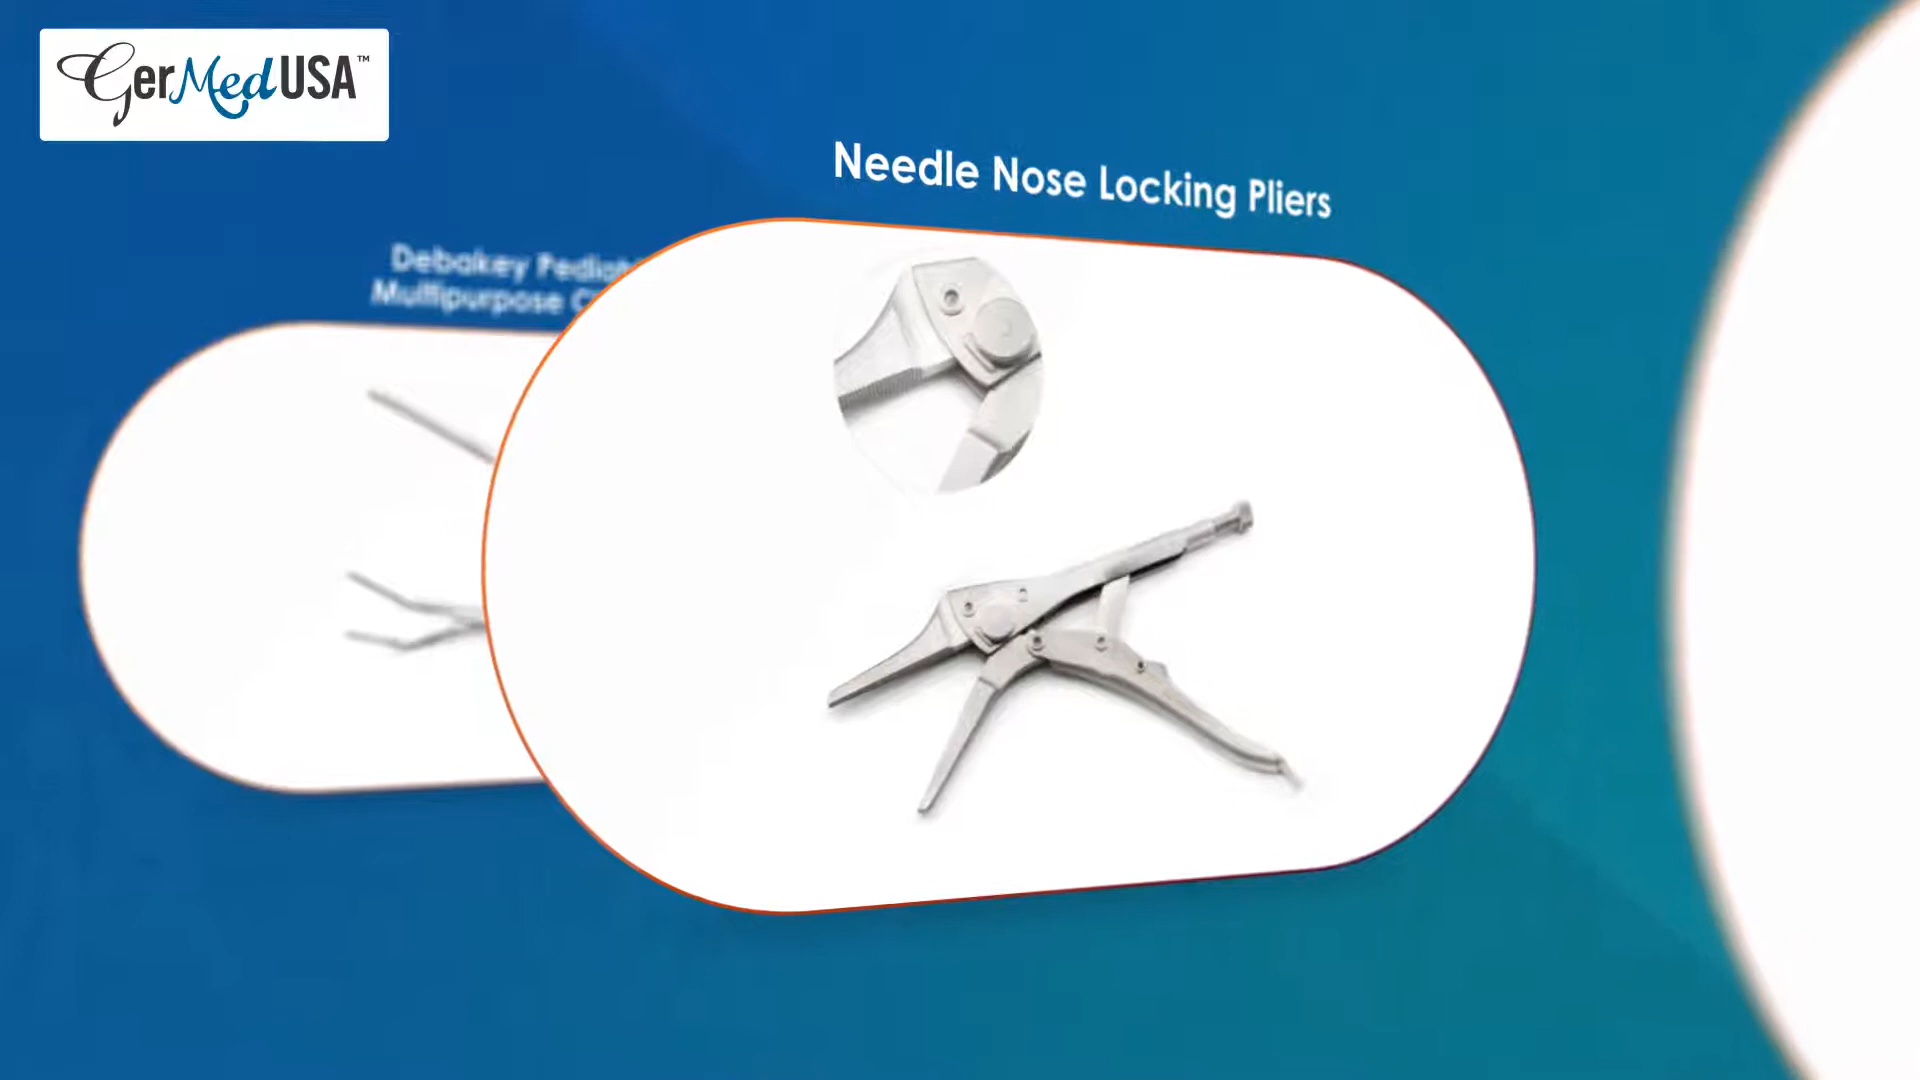 GerMedUSA™
Needle Nose Locking Pliers
Debakey
Multipurpose